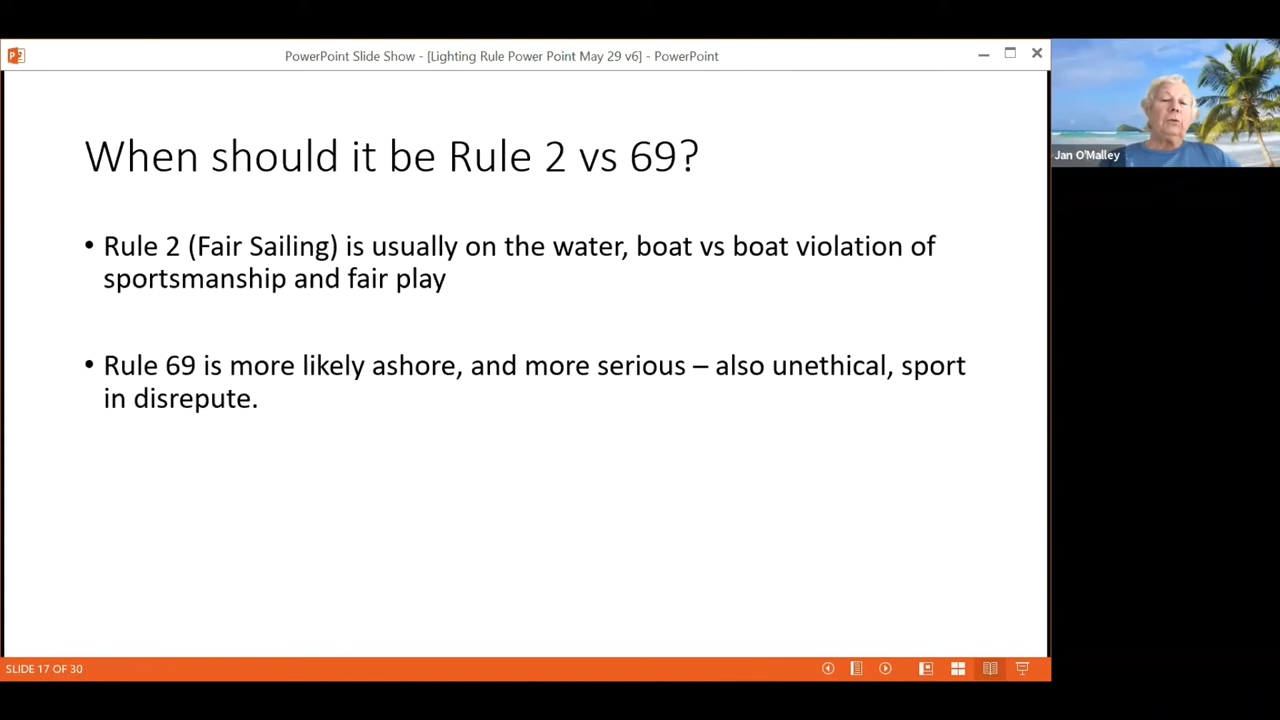 PowerPoint Slide Show - [Lighting Rule Power Point May 29 v6] - PowerPoint
Jan O'Malley
When should it be Rule 2 vs 69?
• Rule 2 (Fair Sailing) is usually on the water, boat vs boat violation of
sportsmanship and fair play
• Rule 69 is more likely ashore, and more serious – also unethical, sport
in disrepute.
SLIDE 17 OF 30